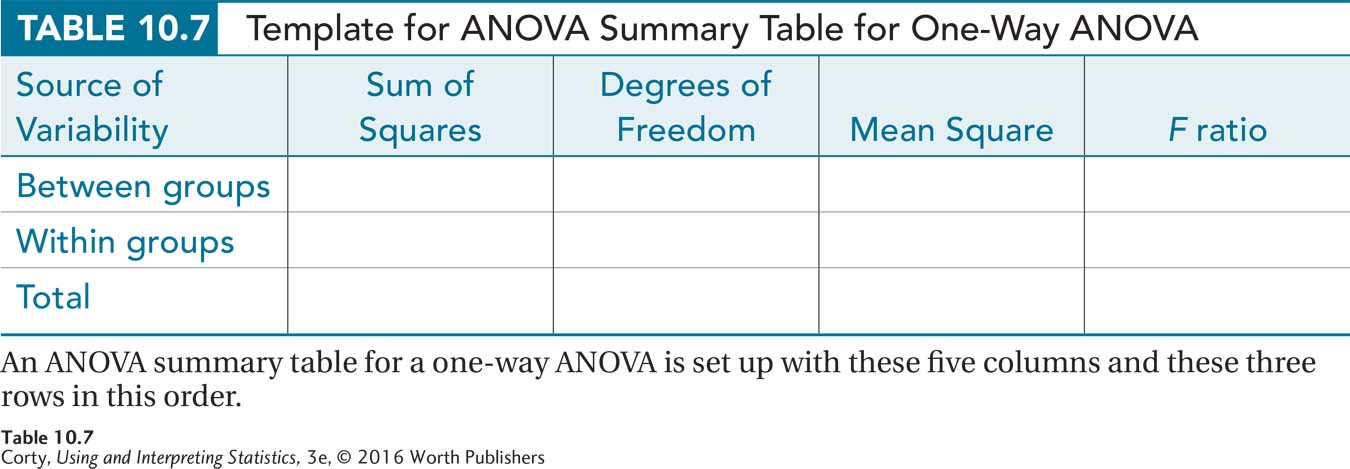 TABLE 10.7 Template for ANOVA Summary Table for One-Way ANOVA
Source of Variability Sum of Squares Degrees of Freedom Mean Square F ratio
Between groups
Within groups
Total
An ANOVA summary table for a one-way ANOVA is set up with these five columns and these three
rows in this order.
Table 10.7
Corty, Using and Interpreting Statistics, 3e, © 2016 Worth Publishers